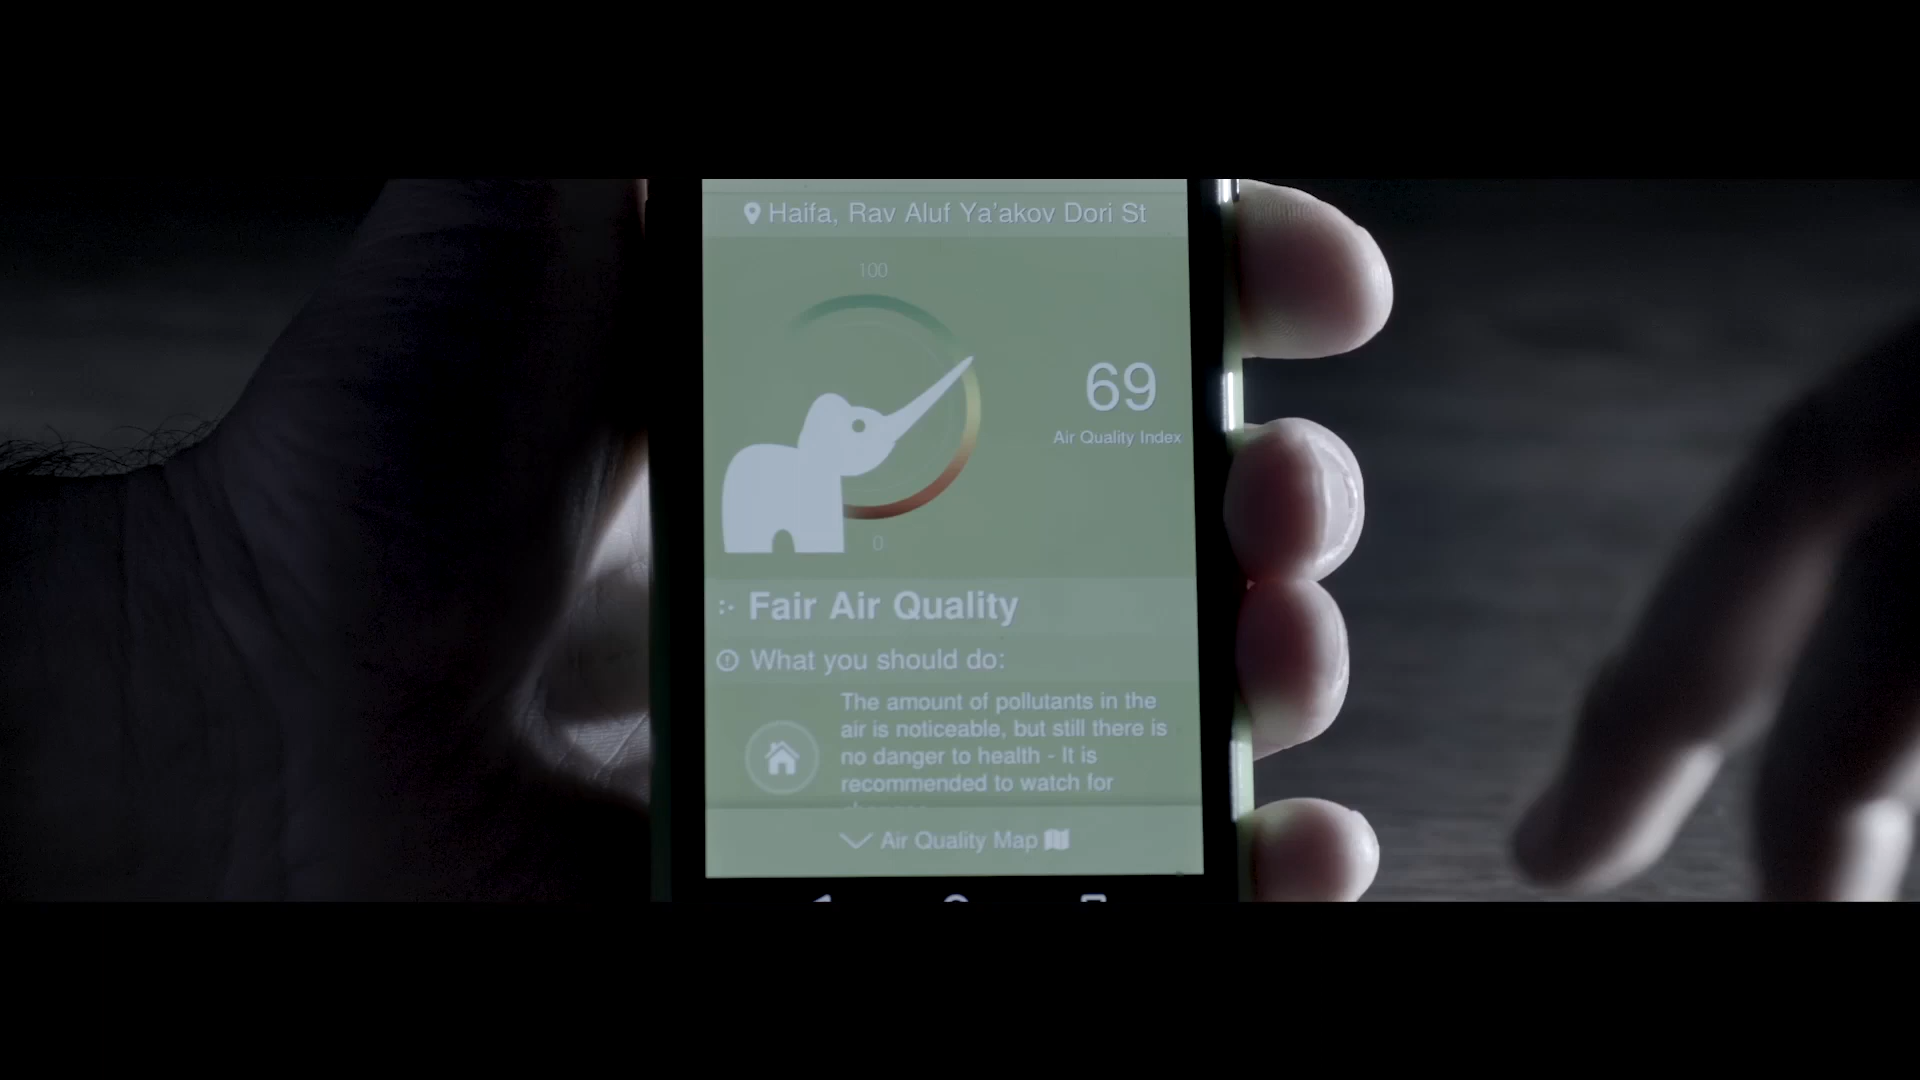 Haifa, Rav Aluf Ya'akov Dori St
100
69
Air Quality Index
0
Fair Air Quality
What you should do:
The amount of pollutants in the
air is noticeable, but still there is
no danger to health - It is
recommended to watch for
Air Quality Map